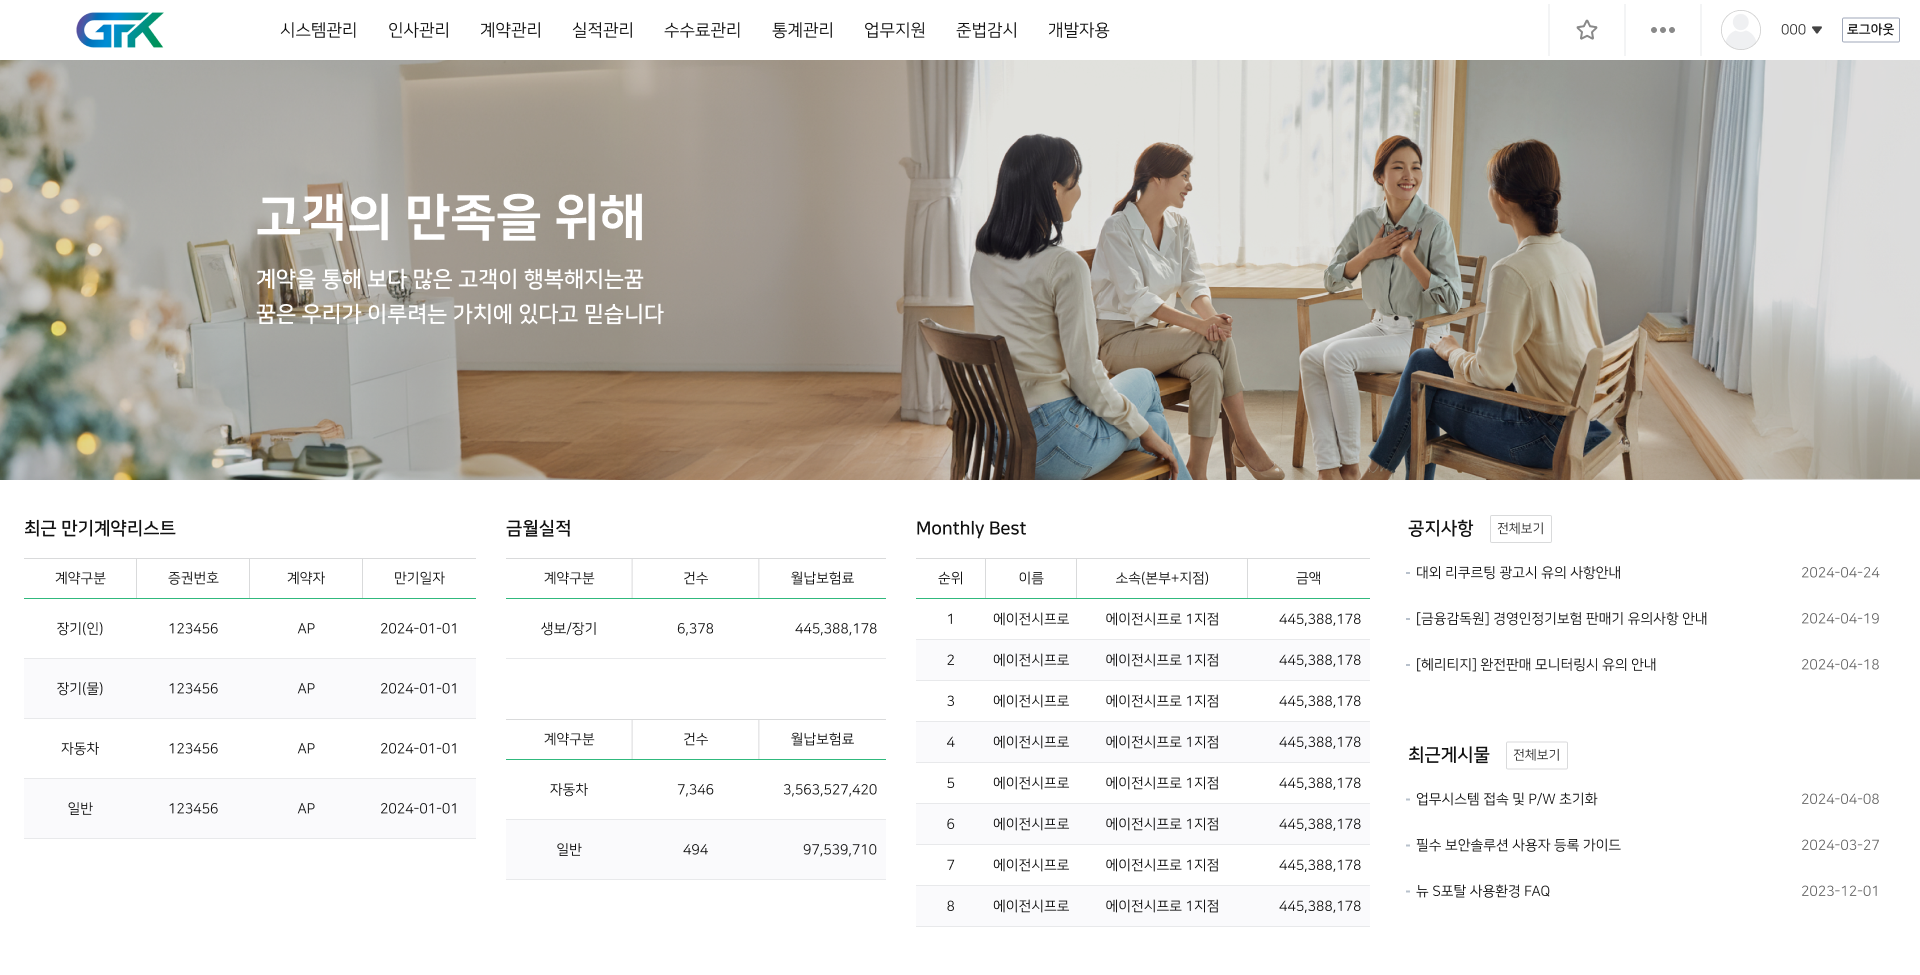 GFK
시스템관리 인사관리 계약관리 실적관리 수수료관리 통계관리 업무지원 준법감시 개발자용
000 로그아웃
고객의 만족을 위해
계약을 통해 보다 많은 고객이 행복해지는꿈
꿈은 우리가 이루려는 가치에 있다고 믿습니다
최근 만기계약리스트
계약구분 증권번호 계약자 만기일자
장기(인) 123456 AP 2024-01-01
장기(물) 123456 AP 2024-01-01
자동차 123456 AP 2024-01-01
일반 123456 AP 2024-01-01
금월실적
계약구분 건수 월납보험료
생보/장기 6,378 445,388,178
계약구분 건수 월납보험료
자동차 7,346 3,563,527,420
일반 494 97,539,710
Monthly Best
순위 이름 소속(본부+지점) 금액
1 에이전시프로 에이전시프로 1지점 445,388,178
2 에이전시프로 에이전시프로 1지점 445,388,178
3 에이전시프로 에이전시프로 1지점 445,388,178
4 에이전시프로 에이전시프로 1지점 445,388,178
5 에이전시프로 에이전시프로 1지점 445,388,178
6 에이전시프로 에이전시프로 1지점 445,388,178
7 에이전시프로 에이전시프로 1지점 445,388,178
8 에이전시프로 에이전시프로 1지점 445,388,178
공지사항 전체보기
- 대외 리쿠르팅 광고시 유의 사항안내 2024-04-24
- [금융감독원] 경영인정기보험 판매기 유의사항 안내 2024-04-19
- [헤리티지] 완전판매 모니터링시 유의 안내 2024-04-18
최근게시물 전체보기
- 업무시스템 접속 및 P/W 초기화 2024-04-08
- 필수 보안솔루션 사용자 등록 가이드 2024-03-27
- 뉴 S포탈 사용환경 FAQ 2023-12-01